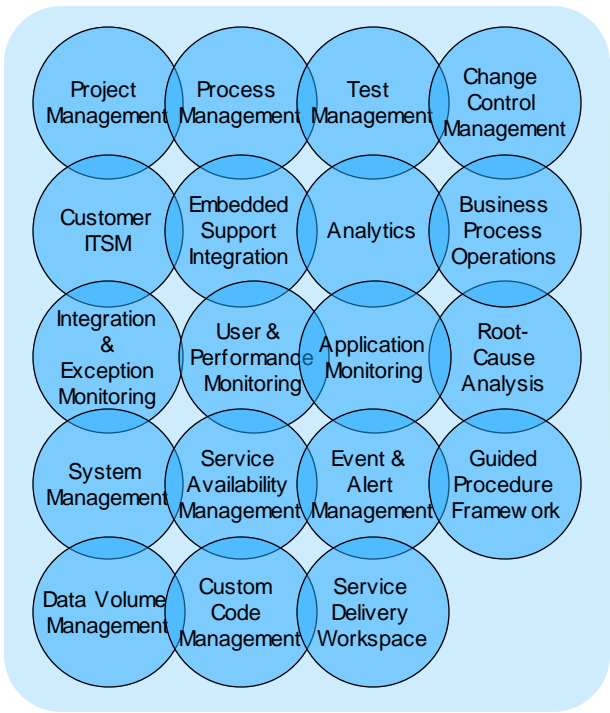 Project
Management
Process
Management
Test
Management
Change
Control
Management
Customer
ITSM
Embedded
Support
Integration
Analytics
Business
Process
Operations
Integration
&
Exception
Monitoring
User &
Performance
Monitoring
Application
Monitoring
Root-
Cause
Analysis
System
Management
Service
Availability
Management
Event &
Alert
Management
Guided
Procedure
Framework
Data Volume
Management
Custom
Code
Management
Service
Delivery
Workspace